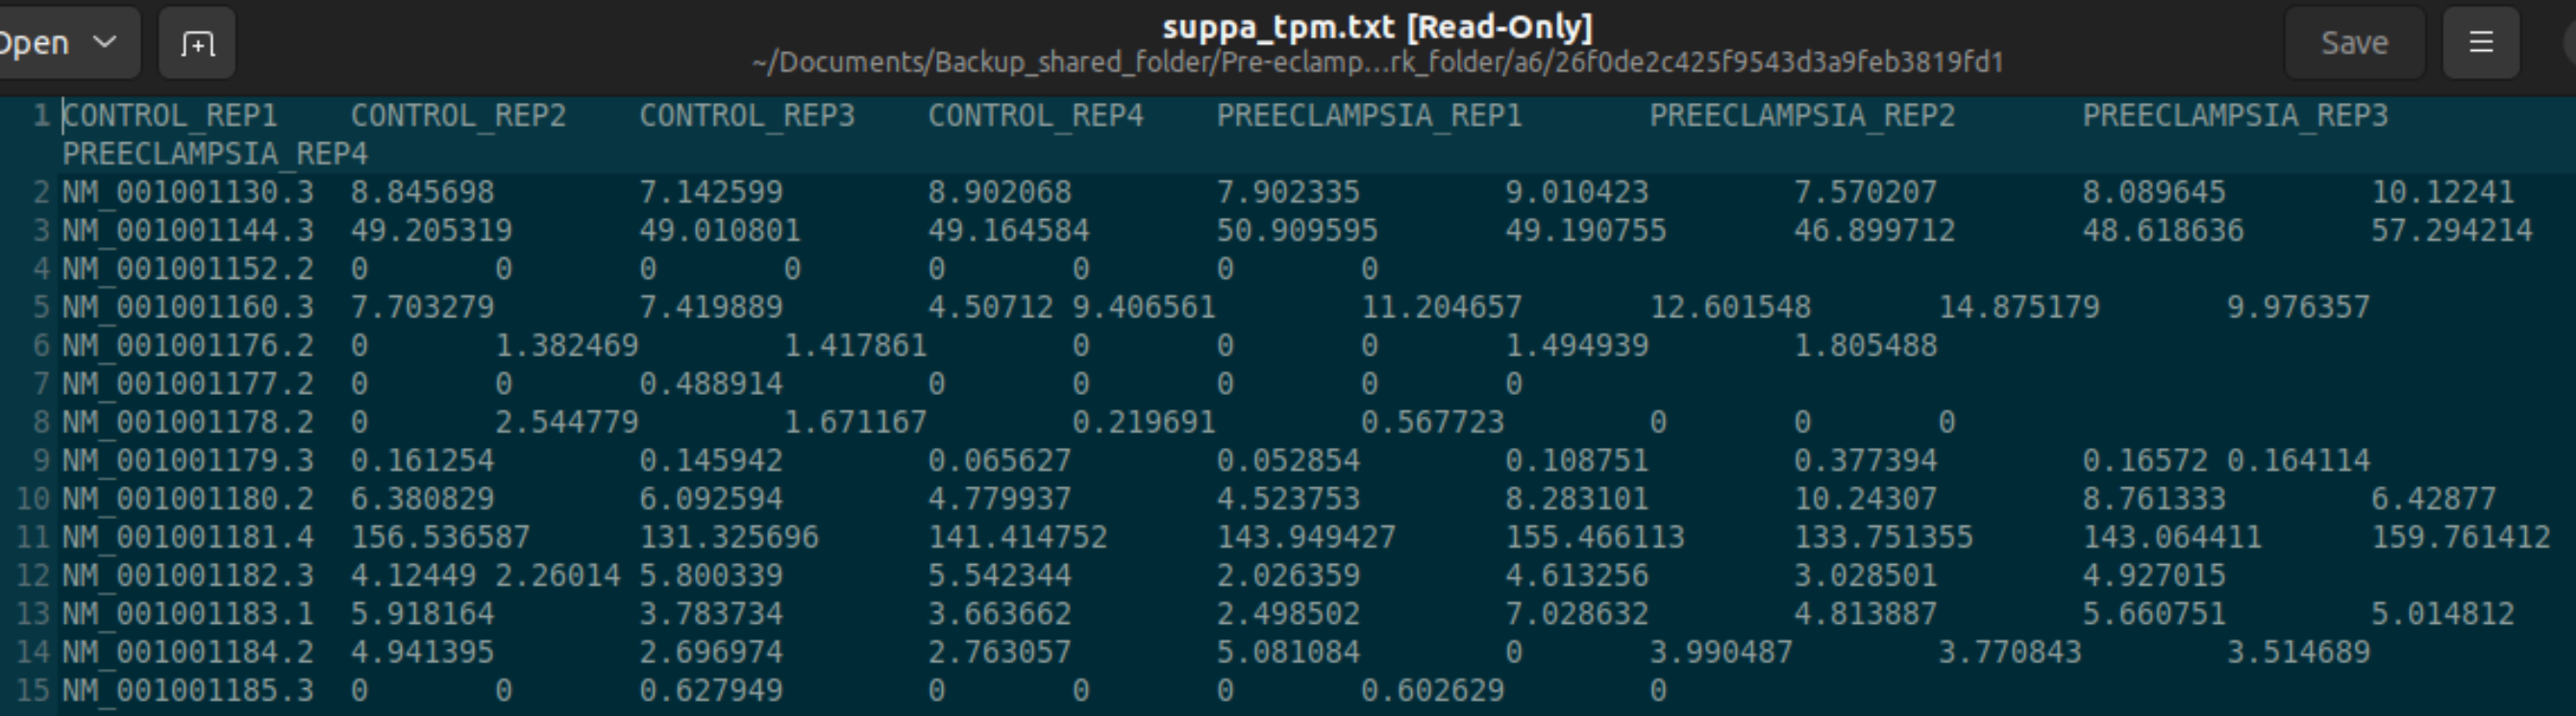 Open
suppa_tpm.txt [Read-Only]
~/Documents/Backup_shared_folder/Pre-eclamp...rk_folder/a6/26f0de2c425f9543d3a9feb3819fd1
Save
1 CONTROL_REP1 CONTROL_REP2 CONTROL_REP3 CONTROL_REP4 PREECLAMPSIA_REP1 PREECLAMPSIA_REP2 PREECLAMPSIA_REP3
PREECLAMPSIA_REP4
2 NM_001001130.3 8.845698 7.142599 8.902068 7.902335 9.010423 7.570207 8.089645 10.12241
3 NM_001001144.3 49.205319 49.010801 49.164584 50.909595 49.190755 46.899712 48.618636 57.294214
4 NM_001001152.2 0 0 0 0 0 0 0 0
5 NM_001001160.3 7.703279 7.419889 4.50712 9.406561 11.204657 12.601548 14.875179 9.976357
6 NM_001001176.2 0 1.382469 1.417861 0 0 0 1.494939 1.805488
7 NM_001001177.2 0 0 0.488914 0 0 0 0 0
8 NM_001001178.2 0 2.544779 1.671167 0.219691 0.567723 0 0 0
9 NM_001001179.3 0.161254 0.145942 0.065627 0.052854 0.108751 0.377394 0.16572 0.164114
10 NM_001001180.2 6.380829 6.092594 4.779937 4.523753 8.283101 10.24307 8.761333 6.42877
11 NM_001001181.4 156.536587 131.325696 141.414752 143.949427 155.466113 133.751355 143.064411 159.761412
12 NM_001001182.3 4.12449 2.26014 5.800339 5.542344 2.026359 4.613256 3.028501 4.927015
13 NM_001001183.1 5.918164 3.783734 3.663662 2.498502 7.028632 4.813887 5.660751 5.014812
14 NM_001001184.2 4.941395 2.696974 2.763057 5.081084 0 3.990487 3.770843 3.514689
15 NM_001001185.3 0 0 0.627949 0 0 0 0.602629 0